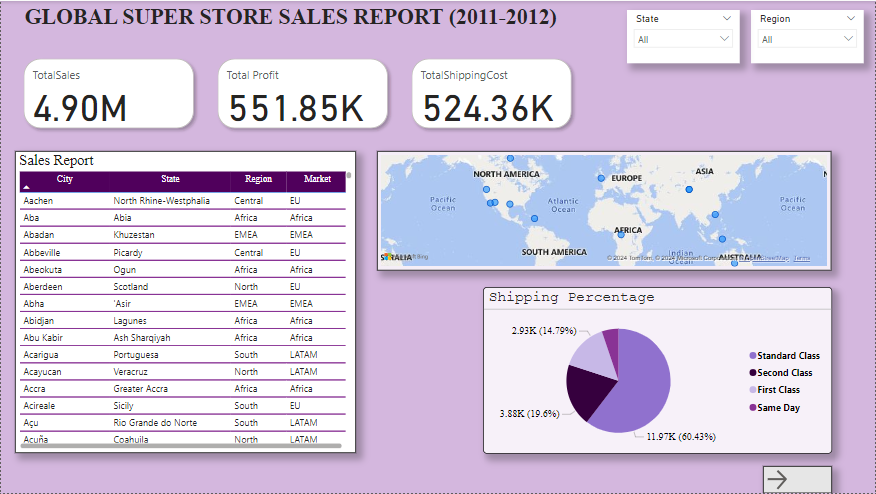 GLOBAL SUPER STORE SALES REPORT (2011-2012)
State
All
Region
All
TotalSales
4.90M
Total Profit
551.85K
TotalShippingCost
524.36K
Sales Report
City State Region Market
Aachen North Rhine-Westphalia Central EU
Aba Abia Africa Africa
Abadan Khuzestan EMEA EMEA
Abbeville Picardy Central EU
Abeokuta Ogun Africa Africa
Aberdeen Scotland North EU
Abha 'Asir EMEA EMEA
Abidjan Lagunes Africa Africa
Abu Kabir Ash Sharqiyah Africa Africa
Acarigua Portuguesa South LATAM
Acayucan Veracruz North LATAM
Accra Greater Accra Africa Africa
Acireale Sicily South EU
Açu Rio Grande do Norte South LATAM
Acuña Coahuila North LATAM
NORTH AMERICA
EUROPE
ASIA
Pacific
Ocean
Atlantic
Ocean
Pacific
Ocean
AFRICA
SOUTH AMERICA
Indian
Ocean
STRALIA
AUSTRALIA
© 2024 TomTom, © 2024 Microsoft
Terms
Shipping Percentage
2.93K (14.79%)
3.88K (19.6%)
11.97K (60.43%)
Standard Class
Second Class
First Class
Same Day